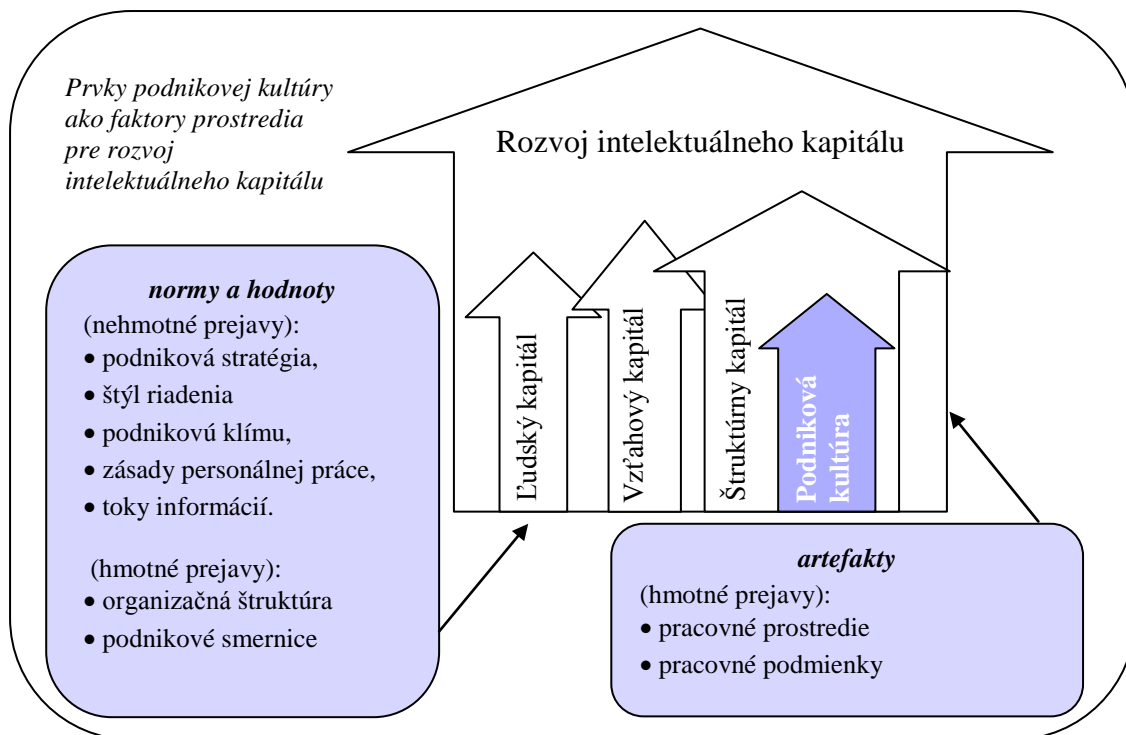 Prvky podnikovej kultúry
ako faktory prostredia
pre rozvoj
intelektuálneho kapitálu
Rozvoj intelektuálneho kapitálu
normy a hodnoty
(nehmotné prejavy):
• podniková stratégia,
• štýl riadenia
• podnikovú klímu,
• zásady personálnej práce,
• toky informácií.
(hmotné prejavy):
• organizačná štruktúra
• podnikové smernice
Ľudský kapitál
Vzťahový kapitál
Štruktúrny kapitál
Podniková
kultúra
artefakty
(hmotné prejavy):
• pracovné prostredie
• pracovné podmienky